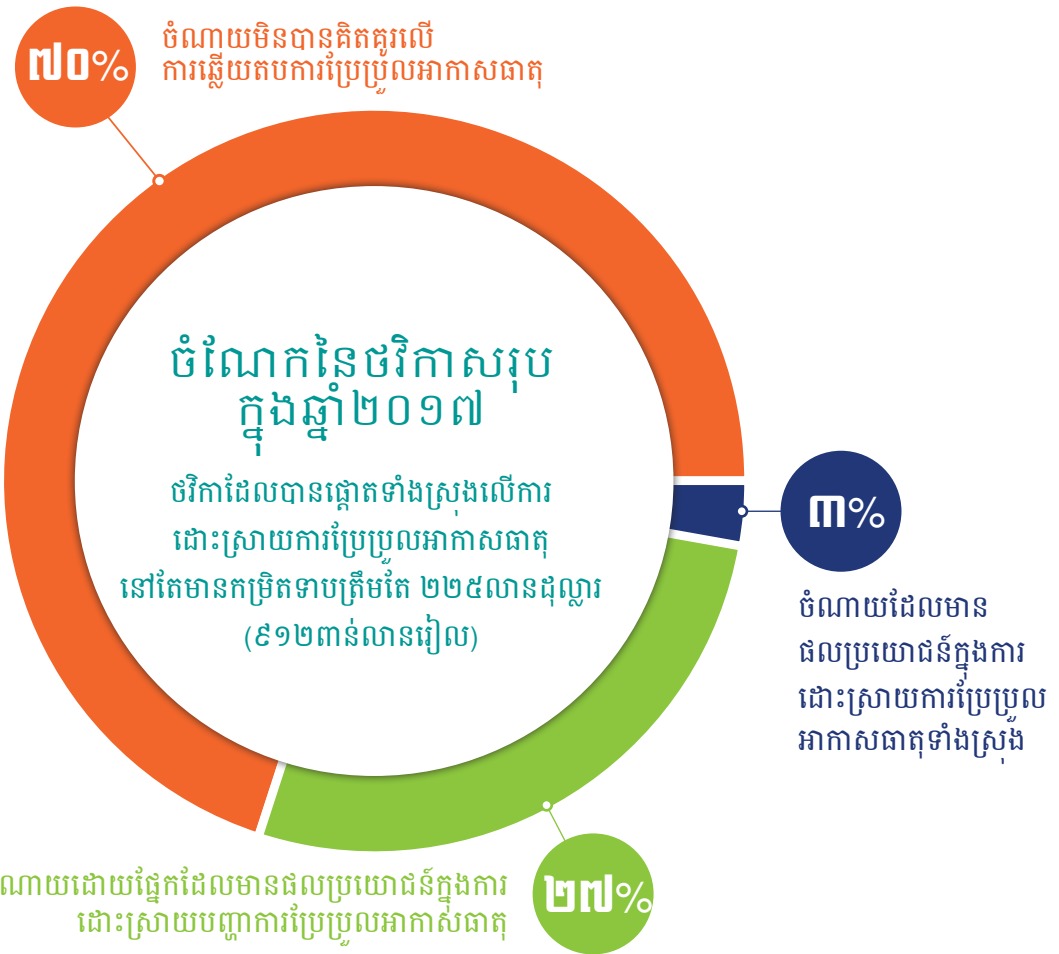 ៧០%
ចំណាយមិនបានគិតគូរលើ
ការឆ្លើយតបការប្រែប្រួលអាកាសធាតុ
ចំណែកនៃថវិកាសរុប
ក្នុងឆ្នាំ២០១៧
ថវិកាដែលបានផ្តោតទាំងស្រុងលើការ
ដោះស្រាយការប្រែប្រួលអាកាសធាតុ
នៅតែមានកម្រិតទាបត្រឹមតែ ២២៥លានដុល្លារ
(៩១២ពាន់លានរៀល)
៣%
ចំណាយដែលមាន
ផលប្រយោជន៍ក្នុងការ
ដោះស្រាយការប្រែប្រួល
អាកាសធាតុទាំងស្រុង
ណាយដោយផ្នែកដែលមានផលប្រយោជន៍ក្នុងការ
ដោះស្រាយបញ្ហាការប្រែប្រួលអាកាសធាតុ
២៧%